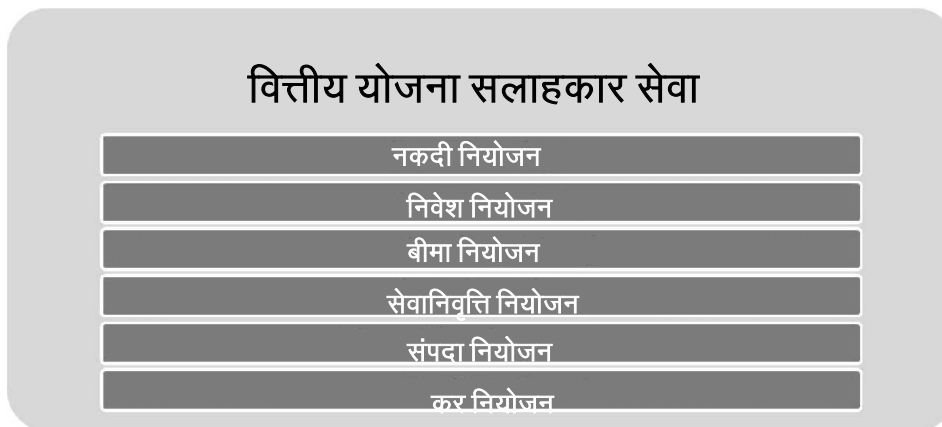 वित्तीय योजना सलाहकार सेवा
नकदी नियोजन
निवेश नियोजन
बीमा नियोजन
सेवानिवृत्ति नियोजन
संपदा नियोजन
कर नियोजन